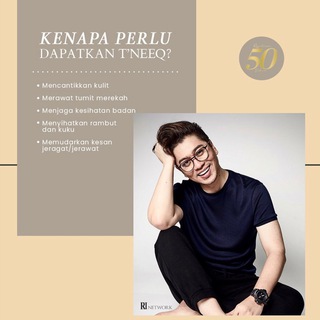 KENAPA PERLU
DAPATKAN T'NEEQ?
50
Mencantikkan kulit
Merawat tumit merekah
Menjaga kesihatan badan
Menyihatkan rambut
dan kuku
Memudarkan kesan
jeragat/jerawat
RI NETWORK